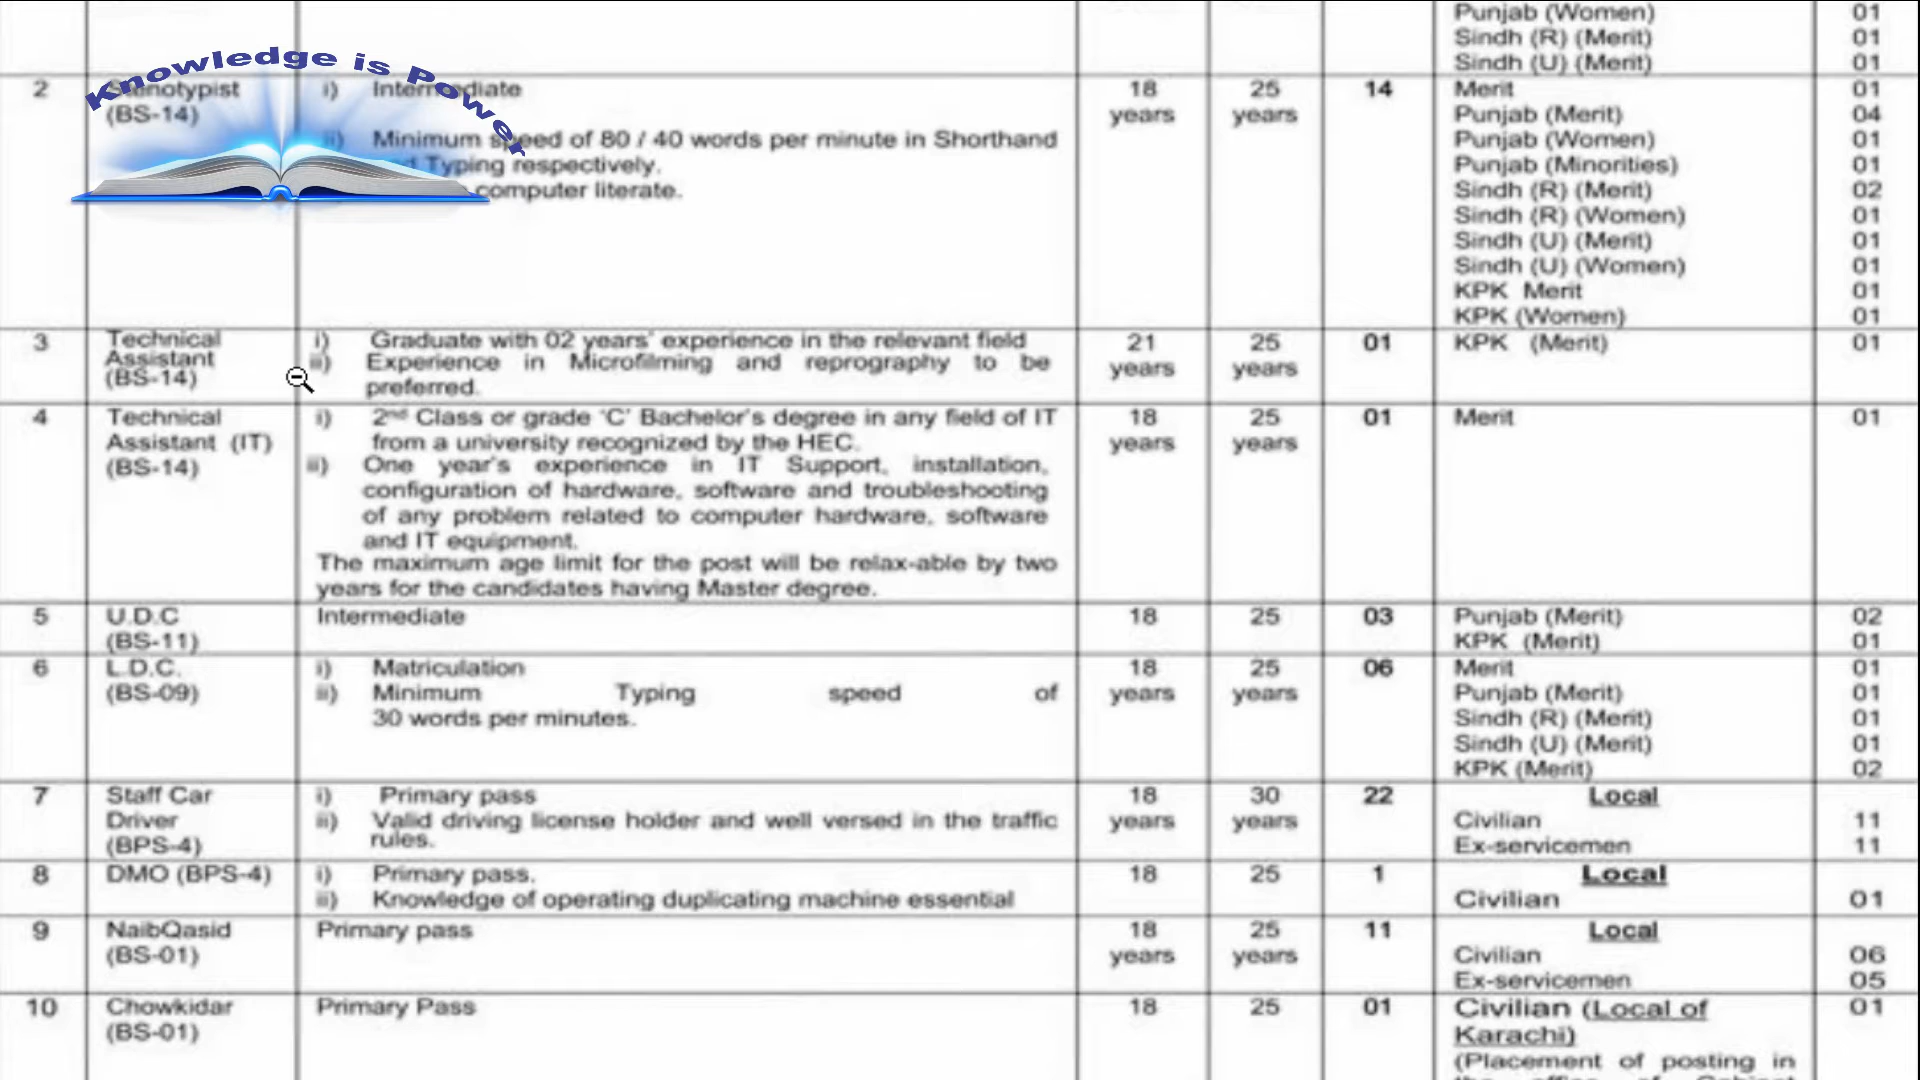 Punjab (Women) 01
Sindh (R) (Merit) 01
Sindh (U) (Merit) 01
Knowledge is Power
2 Stenotypist i) Intermediate 18 25 14 Merit 01
(BS-14) years years Punjab (Merit) 04
ii) Minimum speed of 80 / 40 words per minute in Shorthand Punjab (Women) 01
and Typing respectively. Punjab (Minorities) 01
computer literate. Sindh (R) (Merit) 02
Sindh (R) (Women) 01
Sindh (U) (Merit) 01
Sindh (U) (Women) 01
KPK Merit 01
KPK (Women) 01
3 Technical i) Graduate with 02 years' experience in the relevant field 21 25 01 KPK (Merit) 01
Assistant ii) Experience in Microfilming and reprography to be years years
(BS-14) preferred.
4 Technical i) 2nd Class or grade 'C' Bachelor's degree in any field of IT 18 25 01 Merit 01
Assistant (IT) from a university recognized by the HEC. years years
(BS-14) ii) One year's experience in IT Support, installation,
configuration of hardware, software and troubleshooting
of any problem related to computer hardware, software
and IT equipment.
The maximum age limit for the post will be relax-able by two
years for the candidates having Master degree.
5 U.D.C Intermediate 18 25 03 Punjab (Merit) 02
(BS-11) KPK (Merit) 01
6 L.D.C. i) Matriculation 18 25 06 Merit 01
(BS-09) ii) Minimum Typing speed of years years Punjab (Merit) 01
30 words per minutes. Sindh (R) (Merit) 01
Sindh (U) (Merit) 01
KPK (Merit) 02
7 Staff Car i) Primary pass 18 30 22 Local
Driver ii) Valid driving license holder and well versed in the traffic years years Civilian 11
(BPS-4) rules. Ex-servicemen 11
8 DMO (BPS-4) i) Primary pass. 18 25 1 Local
ii) Knowledge of operating duplicating machine essential Civilian 01
9 NaibQasid Primary pass 18 25 11 Local
(BS-01) years years Civilian 06
Ex-servicemen 05
10 Chowkidar Primary Pass 18 25 01 Civilian (Local of 01
(BS-01) Karachi)
(Placement of posting in